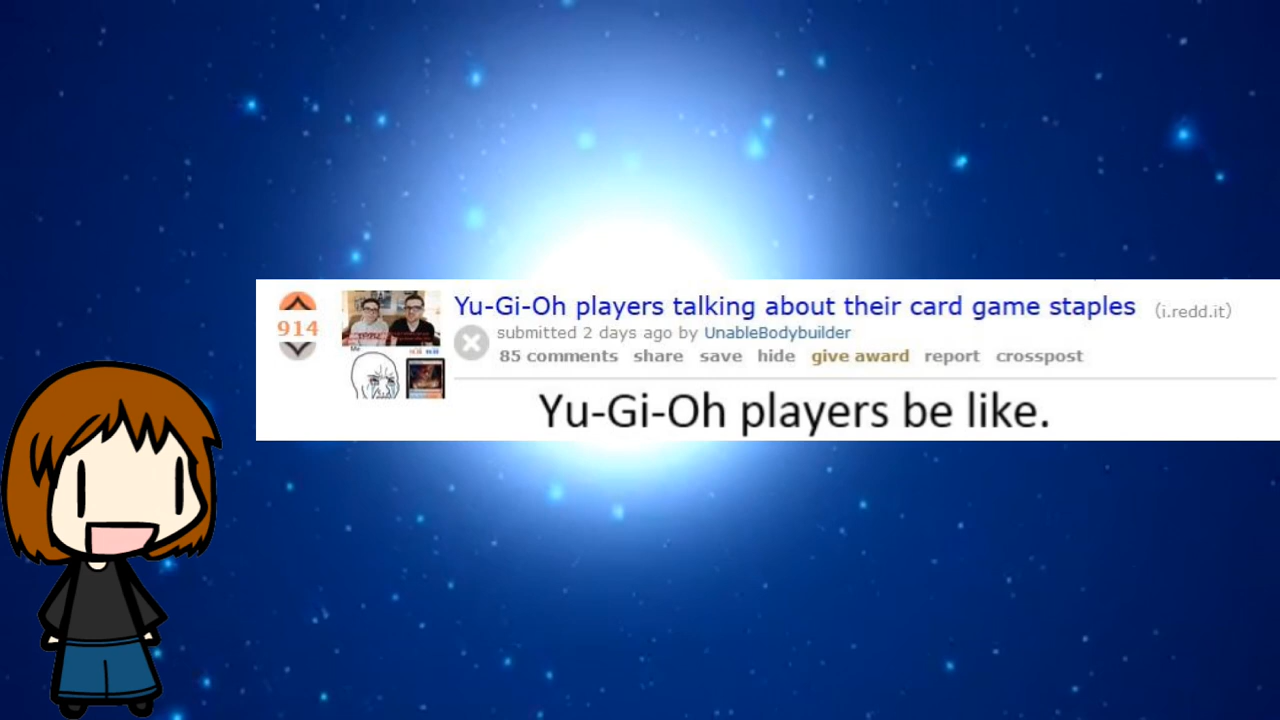 914
Yu-Gi-Oh players talking about their card game staples (i.redd.it)
submitted 2 days ago by UnableBodybuilder
85 comments share save hide give award report crosspost
Me
Yu-Gi-Oh players be like.